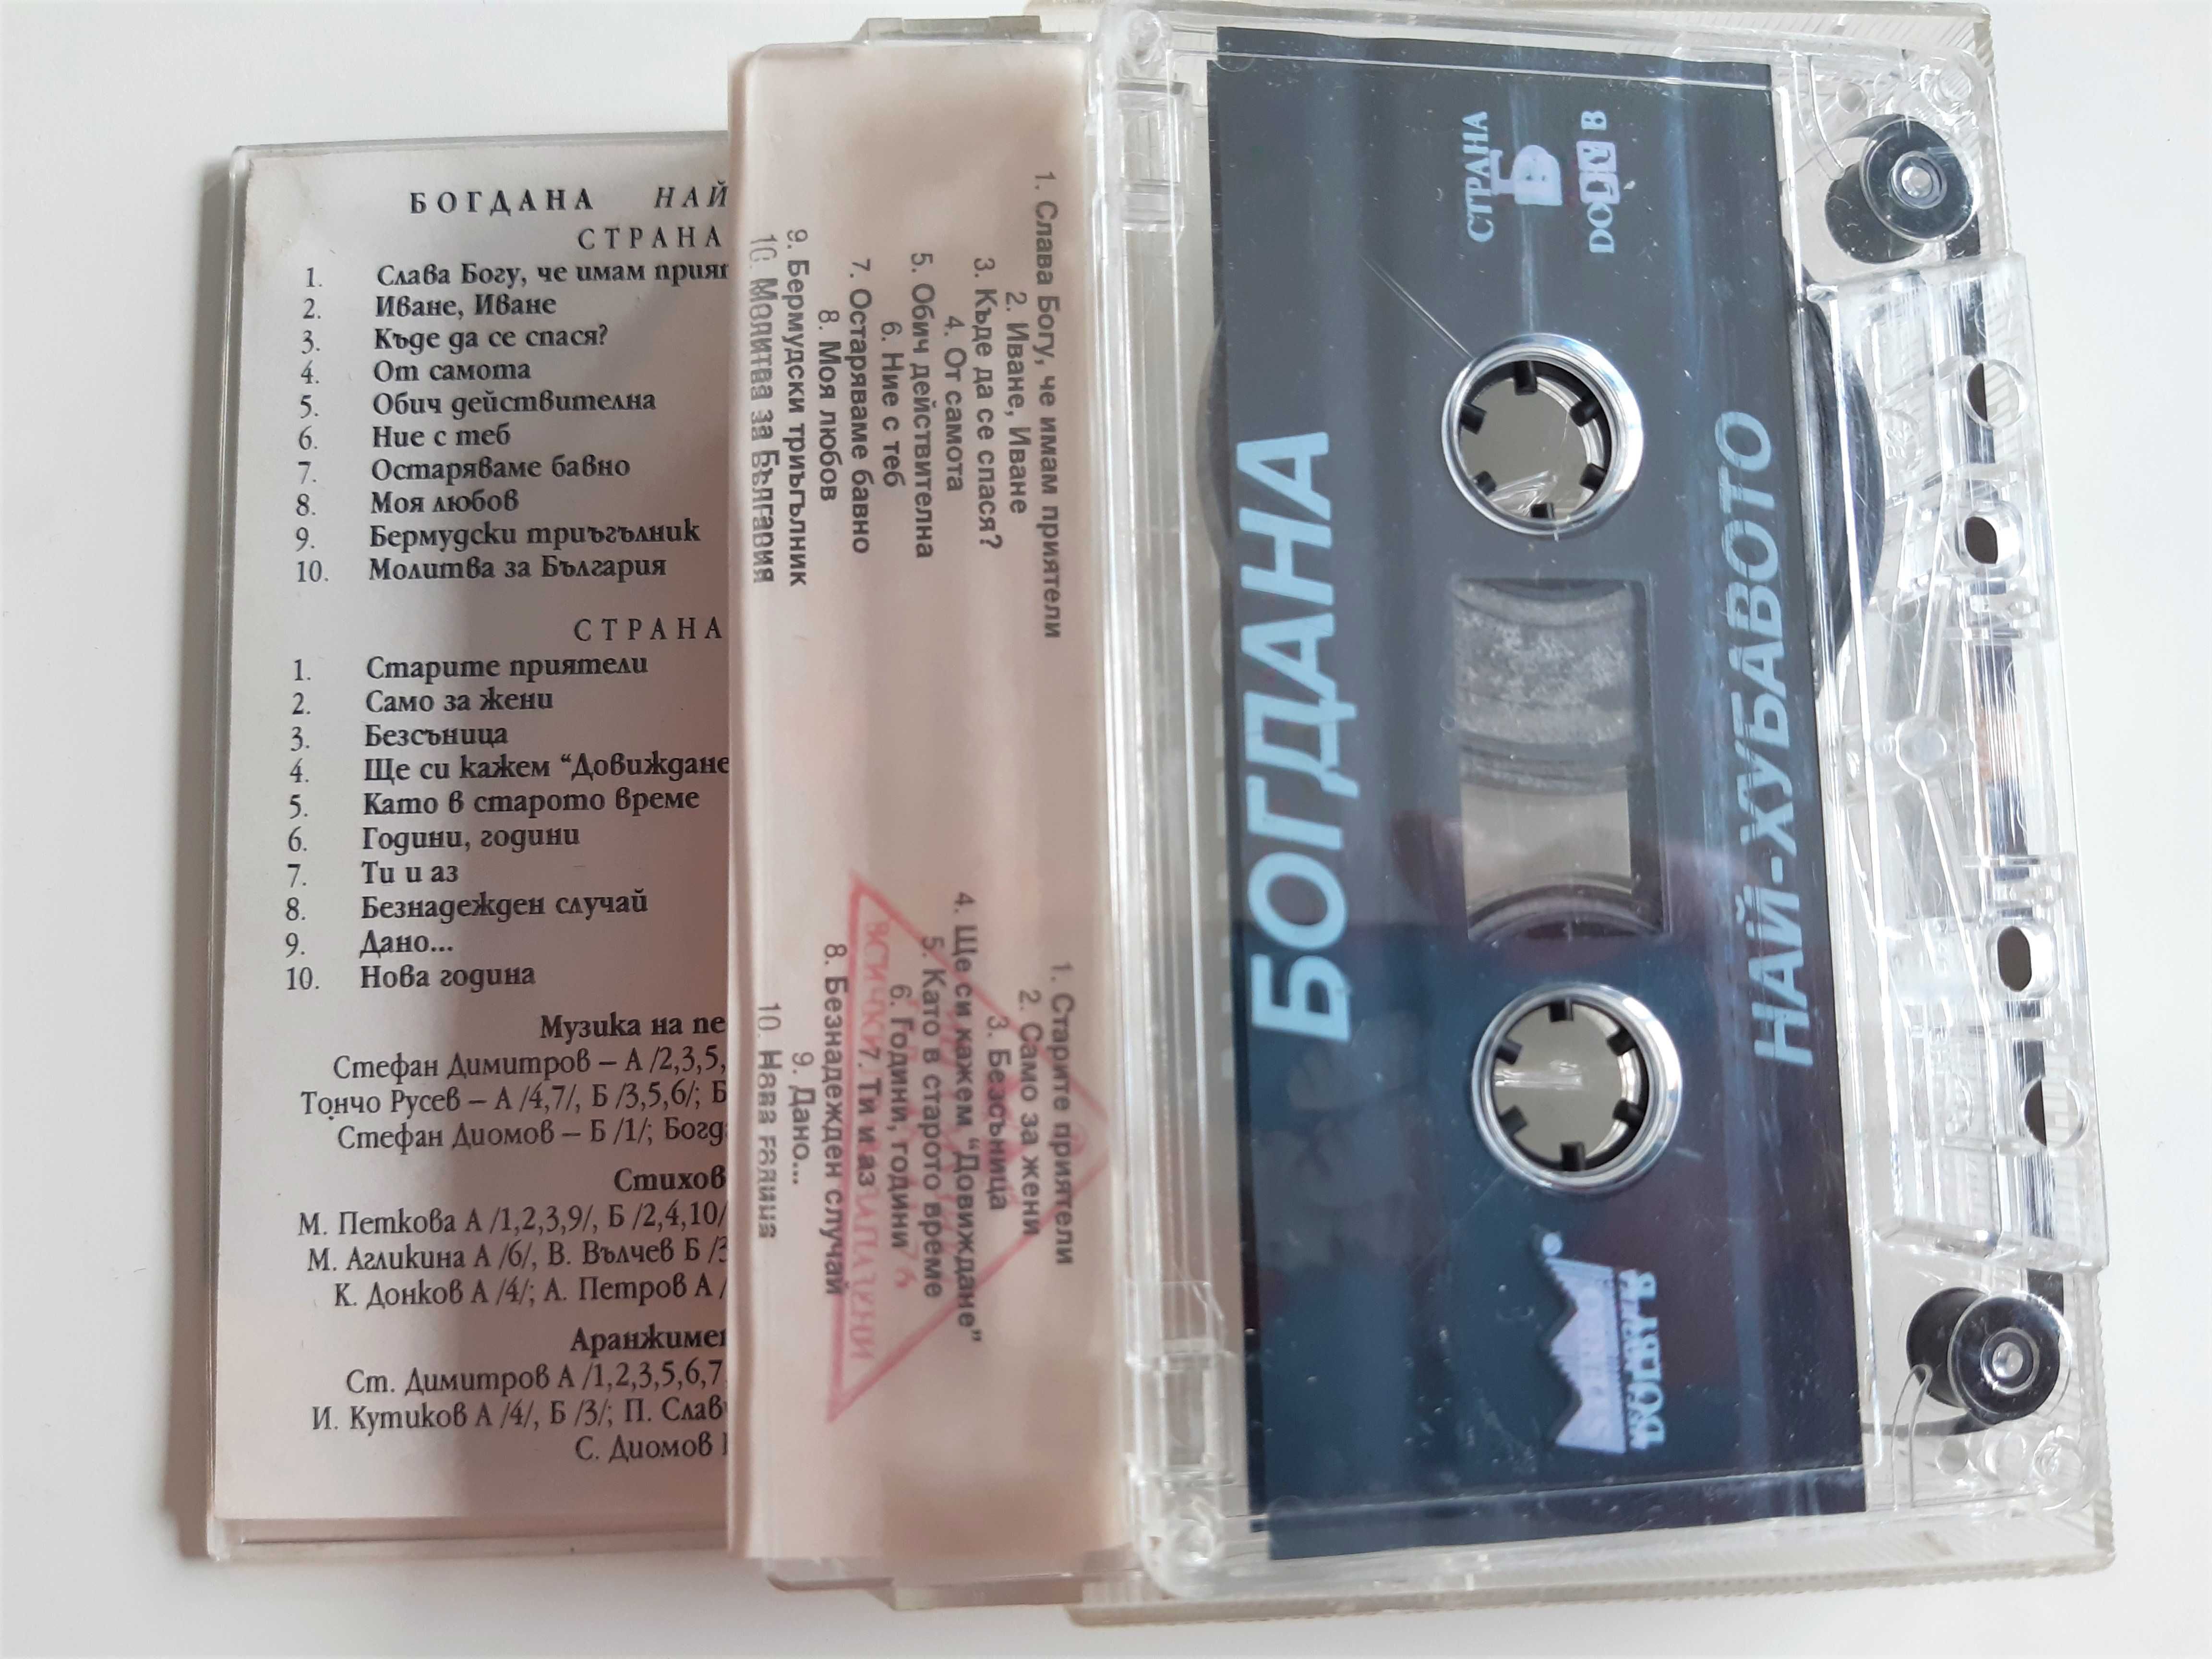 БОГДАНА НАЙ
СТРАНА
1. Слава Богу, че имам
2. Иване, Иване
3. Къде да се спася?
4. От самота
5. Обич действителна
6. Ние с теб
7. Остаряваме бавно
8. Моя любов
9. Бермудски триъгълник
10. Молитва за България
СТРАНА
1. Старите приятели
2. Само за жени
3. Безсъница
4. Ще си кажем “Довиждане
5. Като в старото време
6. Години, години
7. Ти и аз
8. Безнадежден случай
9. Дано...
10. Нова година
Музика на пе
Стефан Димитров – А /2,3,5,
Тончо Русев – А /4,7/, Б /3,5,6/; Б
Стефан Диомов – Б /1/; Богд
Стихов
М. Петкова А /1,2,3,9/, Б /2,4,10/
М. Агликина А /6/, В. Вълчев Б /3
К. Донков А /4/; А. Петров А /
Аранжимен
Ст. Димитров А /1,2,3,5,6,7
И. Кутиков А /4/, Б /3/; П. Слав
С. Диомов
1. Слава Богу, че имам приятели
2. Иване, Иване
3. Къде да се спася?
4. От самота
5. Обич действителна
6. Ние с теб
7. Остаряваме бавно
8. Моя любов
9. Бермудски триъгълник
10. Молитва за България
1. Старите приятели
2. Само за жени
3. Безсъница
4. Ще си кажем “Довиждане”
5. Като в старото време
6. Години, години
7. Ти и аз
8. Безнадежден случай
9. Дано...
10. Нова година
ВСИЧКИ
БОГДАНА
НАЙ-ХУБАВОТО
СТРАНА
Б
DOLBY B